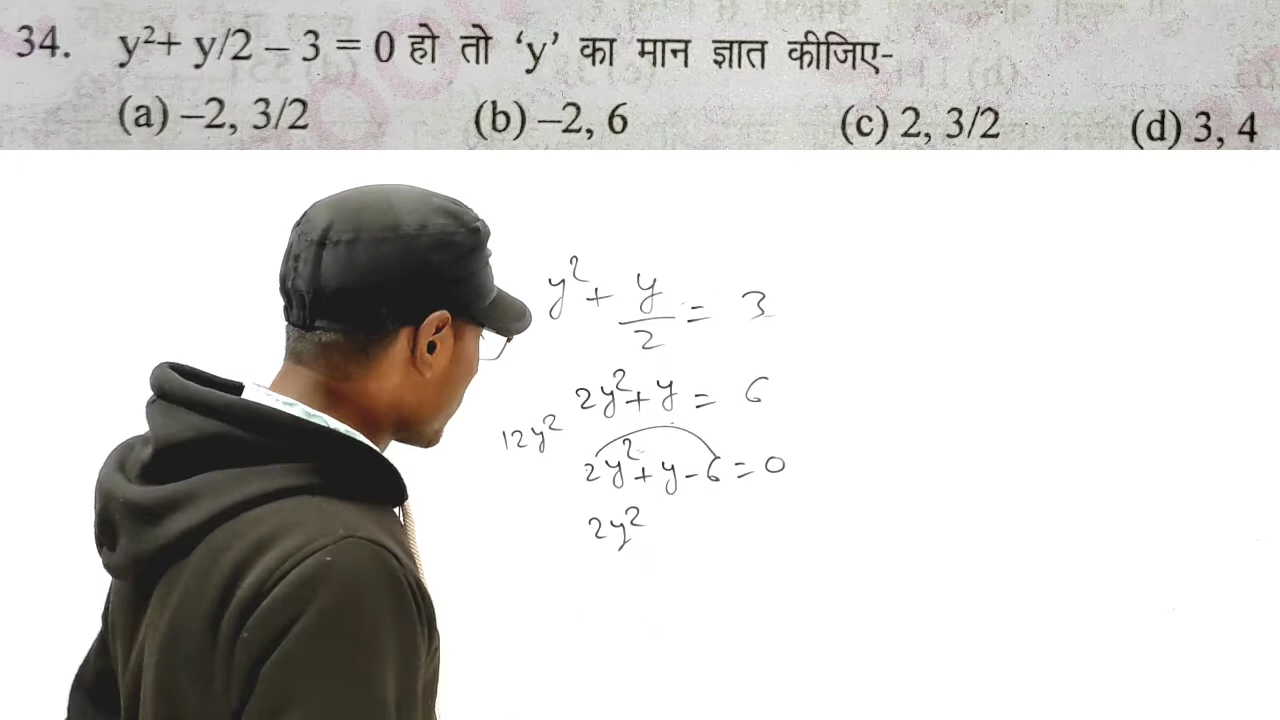 34. y²+ y/2 – 3 = 0 हो तो ‘y’ का मान ज्ञात कीजिए-
(a) –2, 3/2 (b) –2, 6 (c) 2, 3/2 (d) 3, 4
y² + y/2 = 3
2y² + y = 6
12y²
2y² + y - 6 = 0
2y²